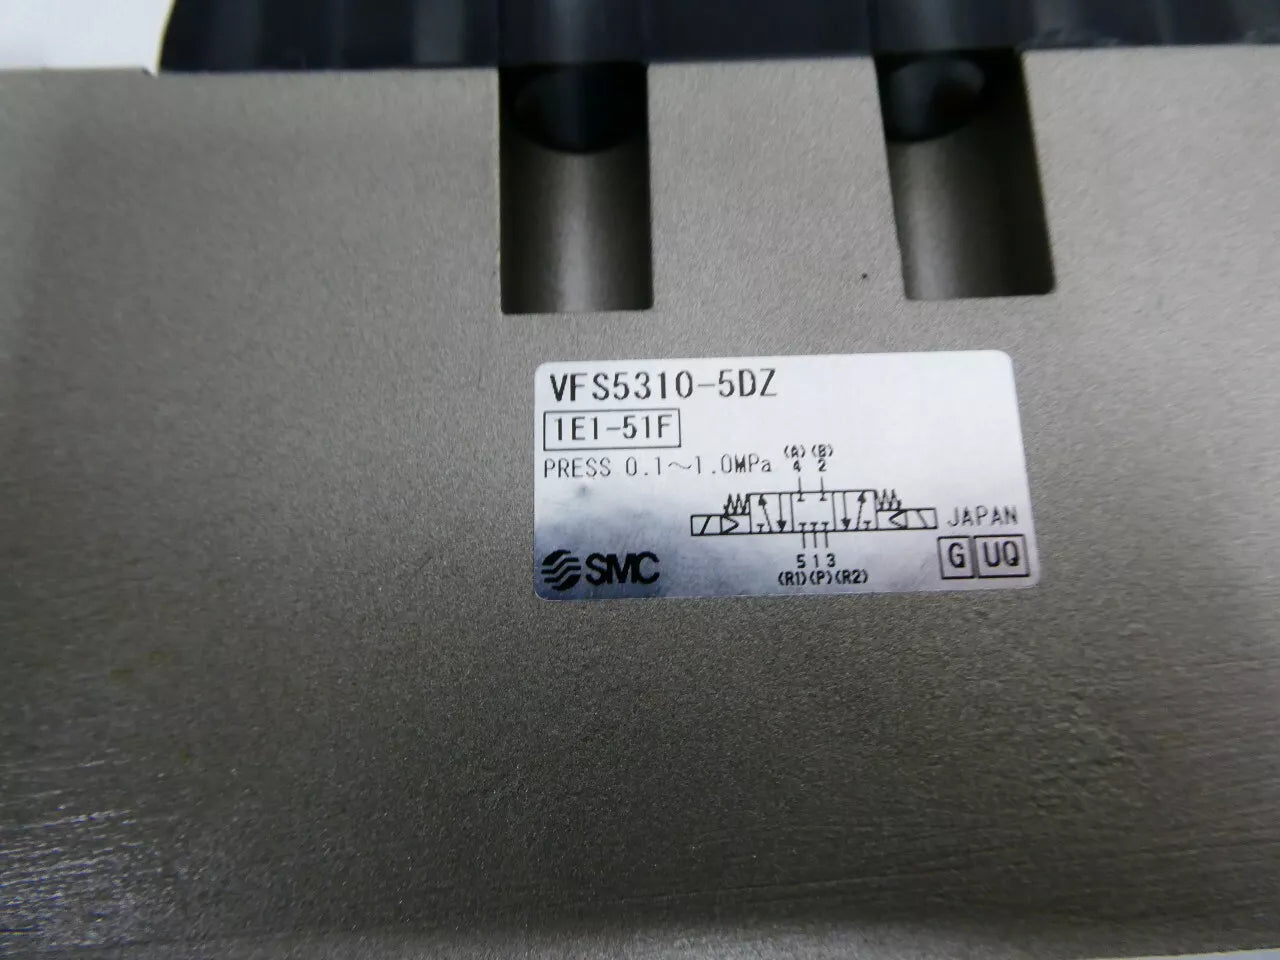 VFS5310-5DZ
1E1-51F
PRESS 0.1～1.0MPa
(A)(B)
4 2
JAPAN
SMC
5 1 3
(R1)(P)(R2)
G UQ